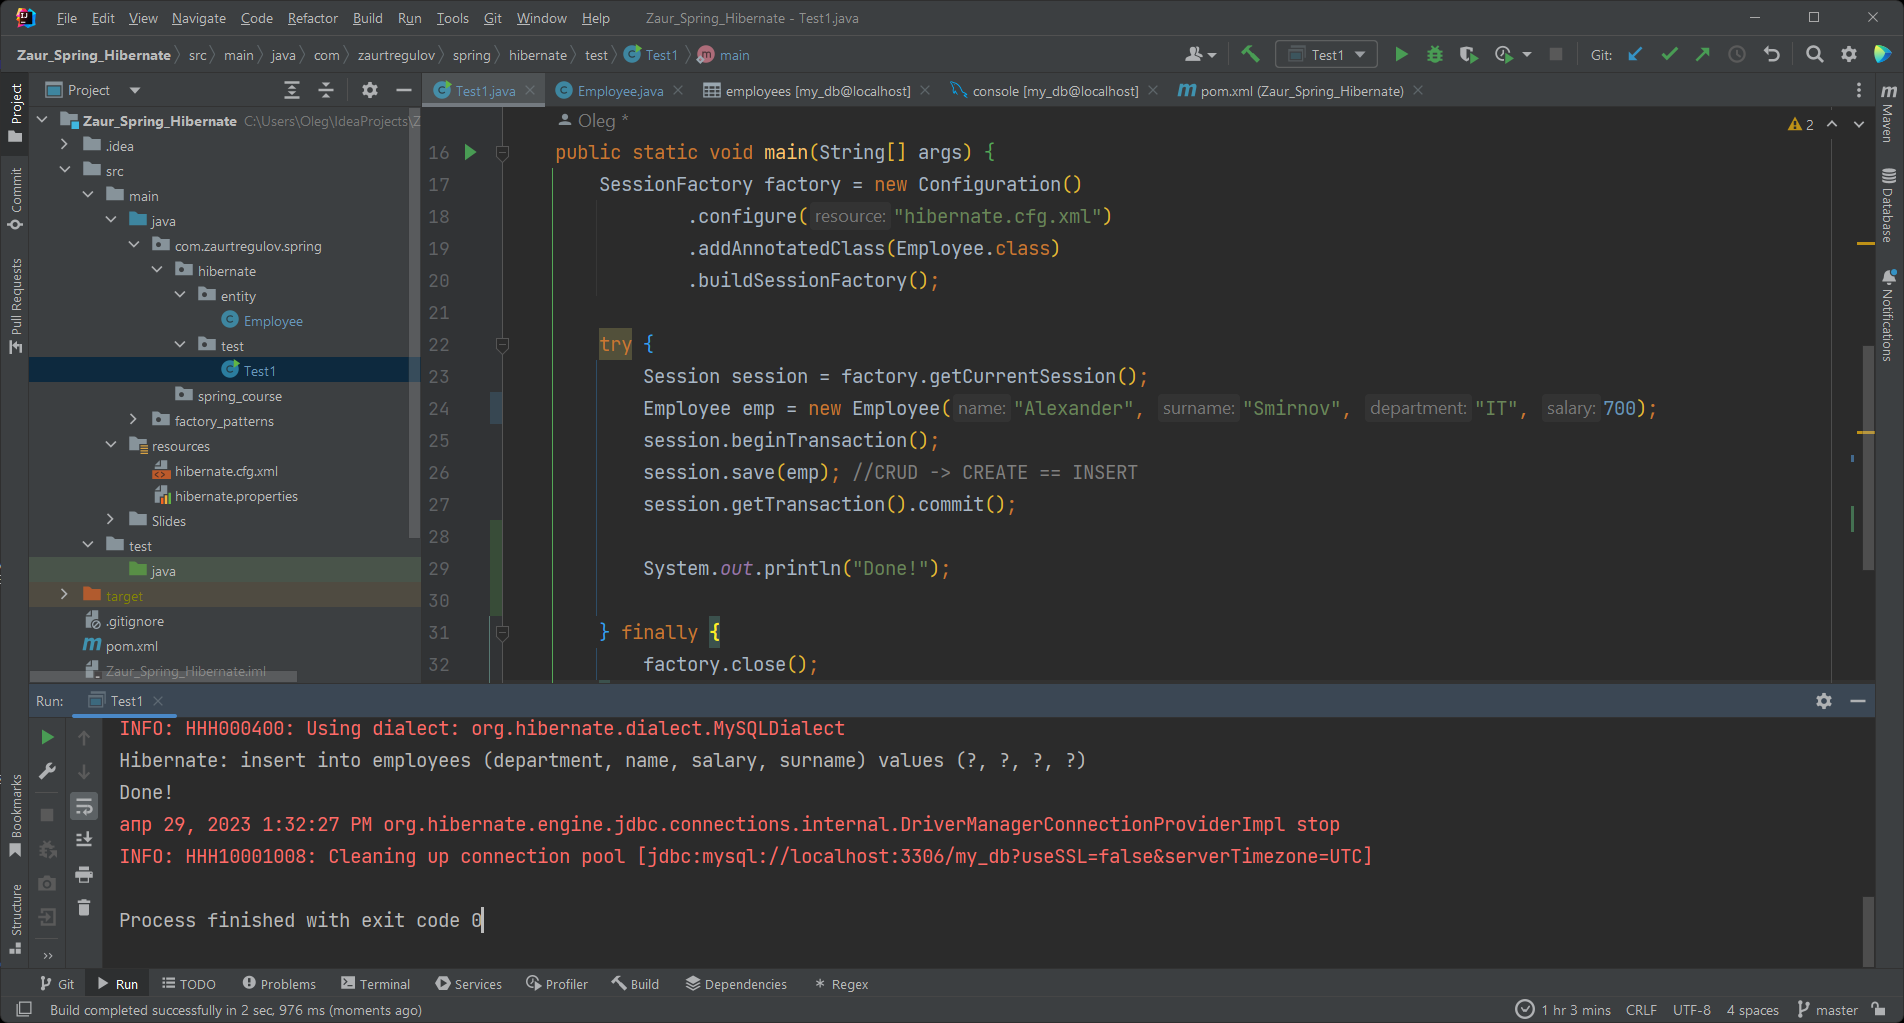 File Edit View Navigate Code Refactor Build Run Tools Git Window Help Zaur_Spring_Hibernate - Test1.java
Zaur_Spring_Hibernate src main java com zaurtregulov spring hibernate test Test1 main Test1 Git:
Project Test1.java Employee.java employees [my_db@localhost] console [my_db@localhost] pom.xml (Zaur_Spring_Hibernate)
Project
Commit
Pull Requests
Bookmarks
Structure
Zaur_Spring_Hibernate C:\Users\Oleg\IdeaProjects\Z
.idea
src
main
java
com.zaurtregulov.spring
hibernate
entity
Employee
test
Test1
spring_course
factory_patterns
resources
hibernate.cfg.xml
hibernate.properties
Slides
test
java
target
.gitignore
pom.xml
Zaur_Spring_Hibernate.iml
Oleg *
2
16 public static void main(String[] args) {
17 SessionFactory factory = new Configuration()
18 .configure( resource: "hibernate.cfg.xml")
19 .addAnnotatedClass(Employee.class)
20 .buildSessionFactory();
21
22 try {
23 Session session = factory.getCurrentSession();
24 Employee emp = new Employee( name: "Alexander", surname: "Smirnov", department: "IT", salary: 700);
25 session.beginTransaction();
26 session.save(emp); //CRUD -> CREATE == INSERT
27 session.getTransaction().commit();
28
29 System.out.println("Done!");
30
31 } finally {
32 factory.close();
Maven
Database
Notifications
Run: Test1
INFO: HHH000400: Using dialect: org.hibernate.dialect.MySQLDialect
Hibernate: insert into employees (department, name, salary, surname) values (?, ?, ?, ?)
Done!
апр 29, 2023 1:32:27 PM org.hibernate.engine.jdbc.connections.internal.DriverManagerConnectionProviderImpl stop
INFO: HHH10001008: Cleaning up connection pool [jdbc:mysql://localhost:3306/my_db?useSSL=false&serverTimezone=UTC]
Process finished with exit code 0
Git Run TODO Problems Terminal Services Profiler Build Dependencies Regex
Build completed successfully in 2 sec, 976 ms (moments ago) 1 hr 3 mins CRLF UTF-8 4 spaces master